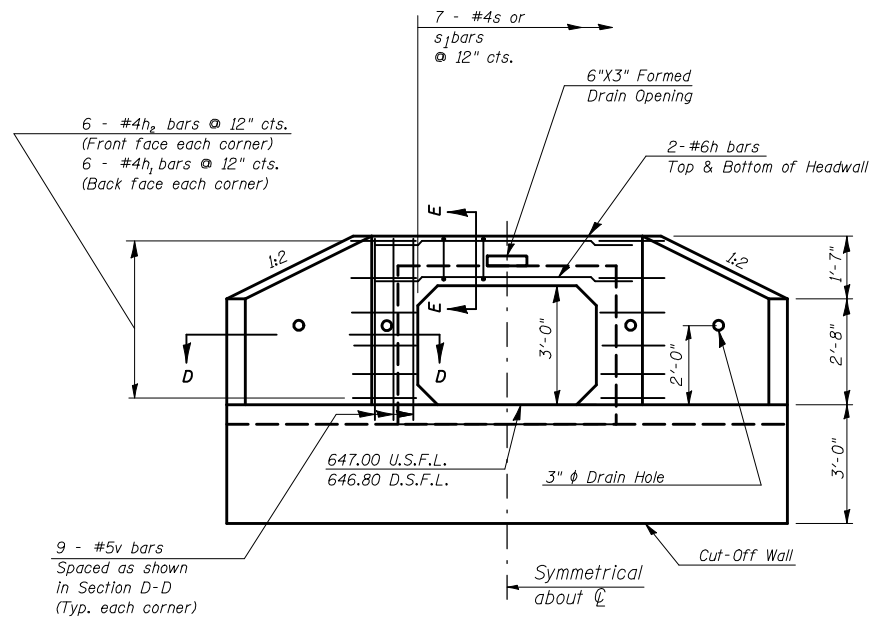 7 - #4s or
s1 bars
@ 12" cts.
6"X3" Formed
Drain Opening
6 - #4h2 bars @ 12" cts.
(Front face each corner)
6 - #4h1 bars @ 12" cts.
(Back face each corner)
2- #6h bars
Top & Bottom of Headwall
E
1:2
1:2
1'-7"
E
D
D
3'-0"
2'-0"
2'-8"
3'-0"
647.00 U.S.F.L.
646.80 D.S.F.L.
3" ϕ Drain Hole
9 - #5v bars
Spaced as shown
in Section D-D
(Typ. each corner)
Cut-Off Wall
Symmetrical
about ℄